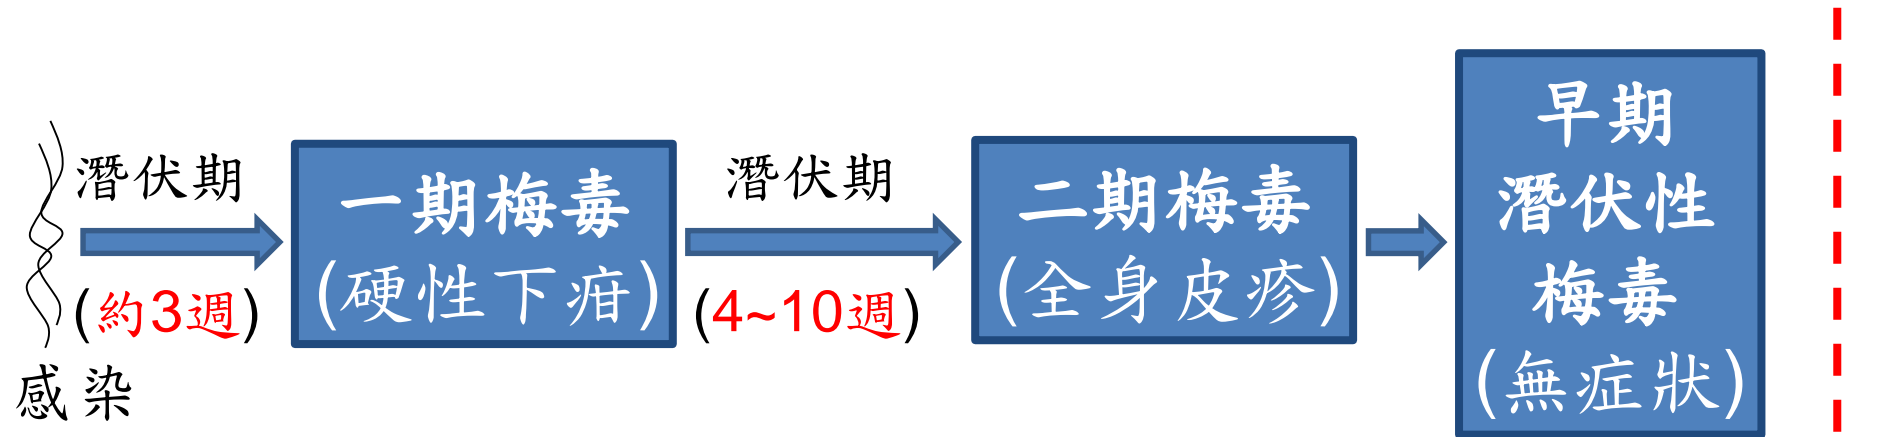 感染
潛伏期
(約3週)
一期梅毒
(硬性下疳)
潛伏期
(4~10週)
二期梅毒
(全身皮疹)
早期
潛伏性
梅毒
(無症狀)